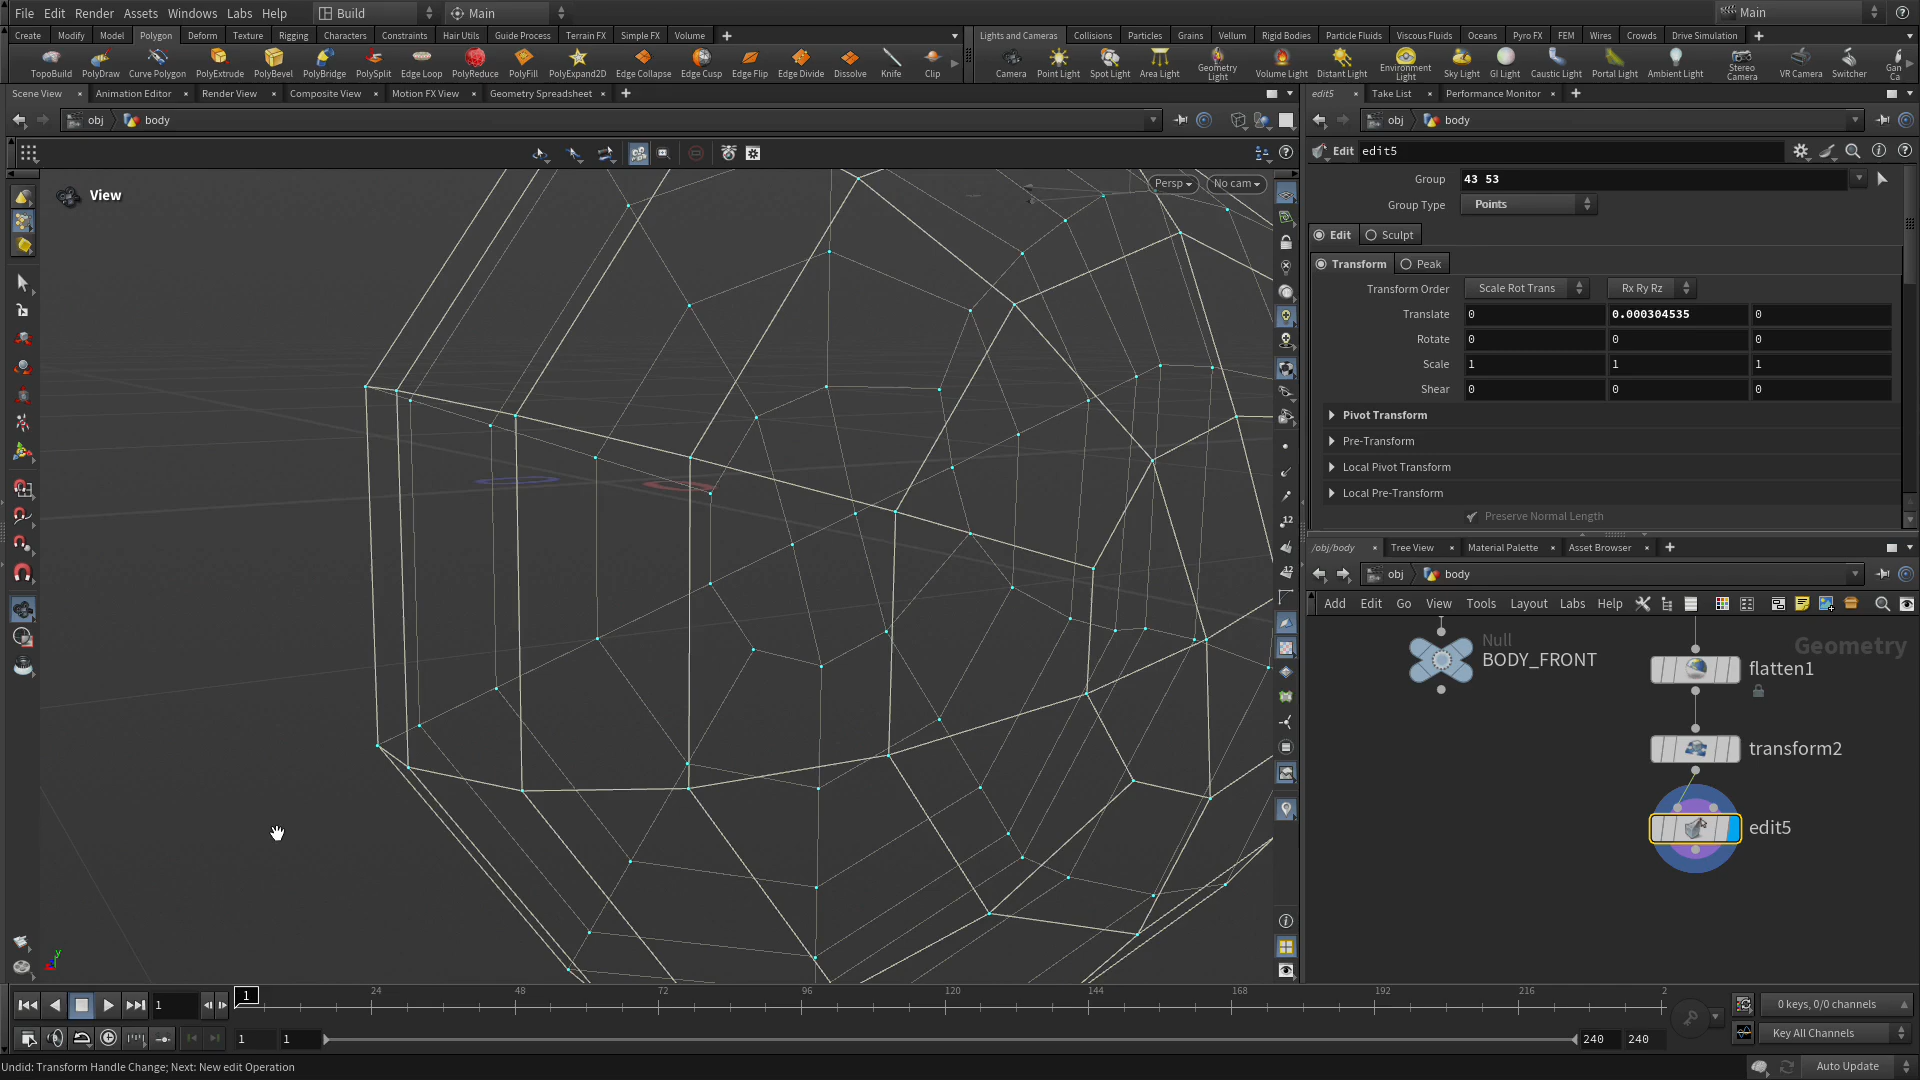 File Edit Render Assets Windows Labs Help Build Main Main
Create Modify Model Polygon Deform Texture Rigging Characters Constraints Hair Utils Guide Process Terrain FX Simple FX Volume
Lights and Cameras Collisions Particles Grains Vellum Rigid Bodies Particle Fluids Viscous Fluids Oceans Pyro FX FEM Wires Crowds Drive Simulation
TopoBuild PolyDraw Curve Polygon PolyExtrude PolyBevel PolyBridge PolySplit Edge Loop PolyReduce PolyFill PolyExpand2D Edge Collapse Edge Cusp Edge Flip Edge Divide Dissolve Knife Clip
Camera Point Light Spot Light Area Light Geometry Light Volume Light Distant Light Environment Light Sky Light GI Light Caustic Light Portal Light Ambient Light Stereo Camera VR Camera Switcher Gan Ca
Scene View Animation Editor Render View Composite View Motion FX View Geometry Spreadsheet
edit5 Take List Performance Monitor
obj body
obj body
Edit edit5
View
Persp No cam
Group 43 53
Group Type Points
Edit Sculpt
Transform Peak
Transform Order Scale Rot Trans Rx Ry Rz
Translate 0 0.000304535 0
Rotate 0 0 0
Scale 1 1 1
Shear 0 0 0
Pivot Transform
Pre-Transform
Local Pivot Transform
Local Pre-Transform
Preserve Normal Length
12
12
/obj/body Tree View Material Palette Asset Browser
obj body
Add Edit Go View Tools Layout Labs Help
Null
BODY_FRONT
Geometry
flatten1
transform2
edit5
y
1 1 24 48 72 96 120 144 168 192 216 2
0 keys, 0/0 channels
1 1 240 240
Key All Channels
Undid: Transform Handle Change; Next: New edit Operation
Auto Update